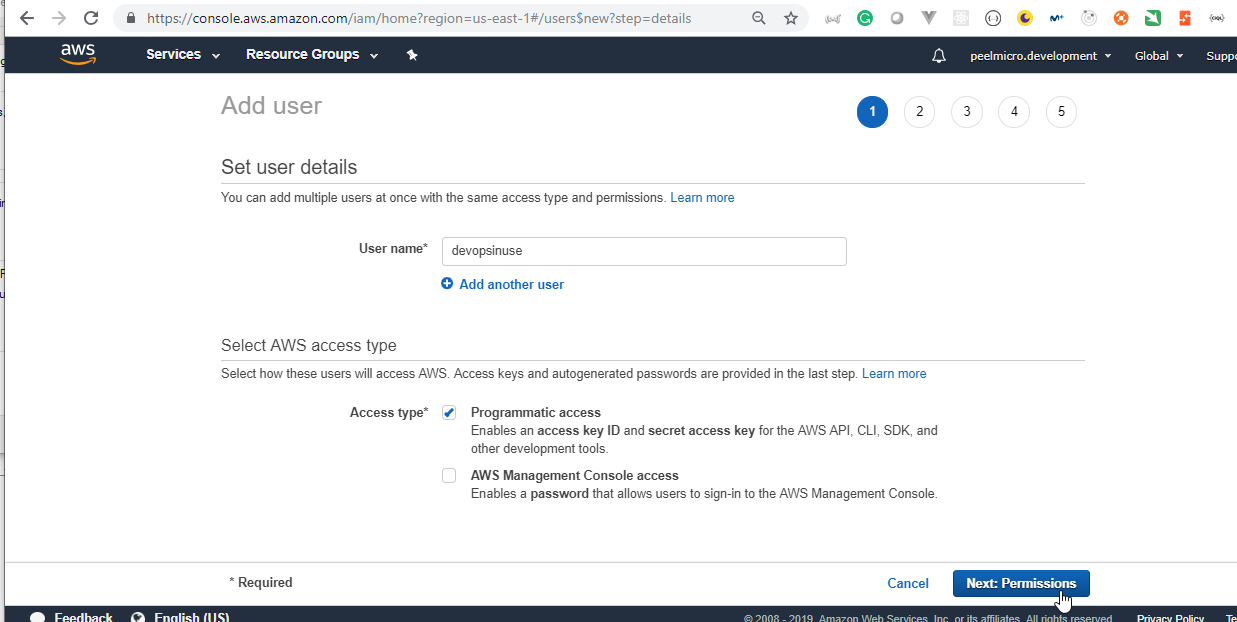 https://console.aws.amazon.com/iam/home?region=us-east-1#/users$new?step=details
aws
Services
Resource Groups
peelmicro.development
Global
Suppo
Add user
1
2
3
4
5
Set user details
You can add multiple users at once with the same access type and permissions. Learn more
User name*
devopsinuse
Add another user
Select AWS access type
Select how these users will access AWS. Access keys and autogenerated passwords are provided in the last step. Learn more
Access type*
Programmatic access
Enables an access key ID and secret access key for the AWS API, CLI, SDK, and
other development tools.
AWS Management Console access
Enables a password that allows users to sign-in to the AWS Management Console.
* Required
Cancel
Next: Permissions
Feedback
English (US)
© 2008 - 2019, Amazon Web Services, Inc. or its affiliates. All rights reserved.
Privacy Policy
Te